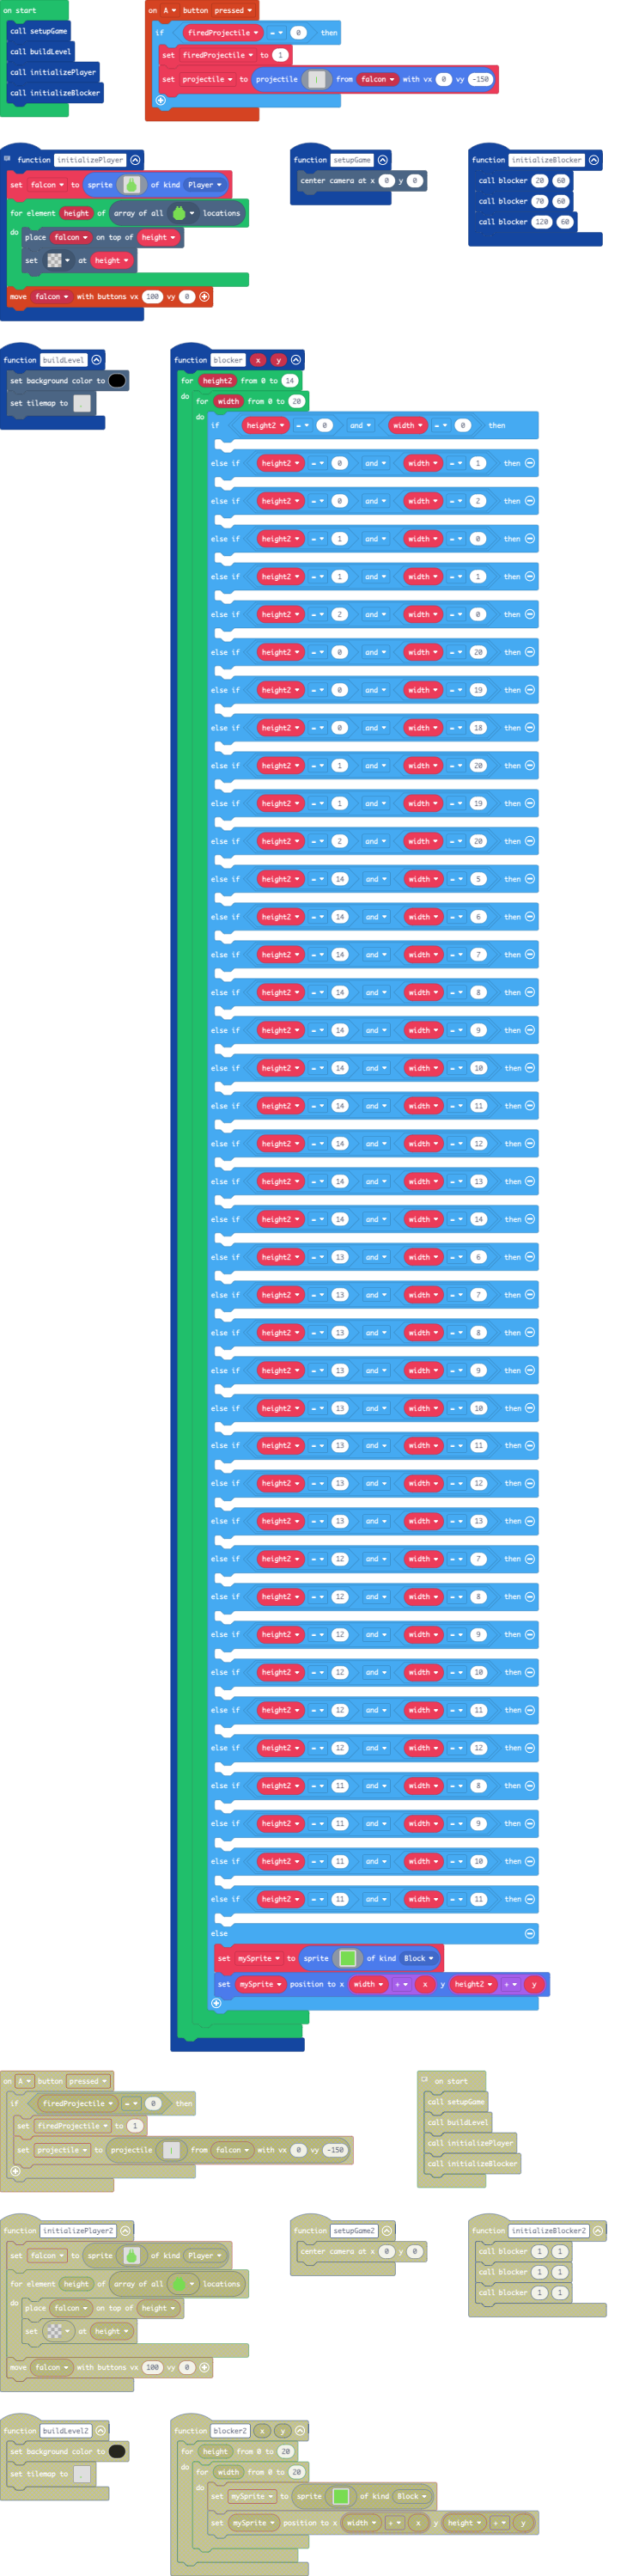 on start
call setupGame
call buildLevel
call initializePlayer
call initializeBlocker
on A button pressed
if firedProjectile = 0 then
set firedProjectile to 1
set projectile to projectile from falcon with vx 0 vy -150
function initializePlayer
set falcon to sprite of kind Player
for element height of array of all locations
do place falcon on top of height
set at height
move falcon with buttons vx 100 vy 0
function setupGame
center camera at x 0 y 0
function initializeBlocker
call blocker 20 60
call blocker 70 60
call blocker 120 60
function buildLevel
set background color to
set tilemap to
function blocker x y
for height2 from 0 to 14
do for width from 0 to 20
do if height2 = 0 and width = 0 then
else if height2 = 0 and width = 1 then
else if height2 = 0 and width = 2 then
else if height2 = 1 and width = 0 then
else if height2 = 1 and width = 1 then
else if height2 = 2 and width = 0 then
else if height2 = 0 and width = 20 then
else if height2 = 0 and width = 19 then
else if height2 = 0 and width = 18 then
else if height2 = 1 and width = 20 then
else if height2 = 1 and width = 19 then
else if height2 = 2 and width = 20 then
else if height2 = 14 and width = 5 then
else if height2 = 14 and width = 6 then
else if height2 = 14 and width = 7 then
else if height2 = 14 and width = 8 then
else if height2 = 14 and width = 9 then
else if height2 = 14 and width = 10 then
else if height2 = 14 and width = 11 then
else if height2 = 14 and width = 12 then
else if height2 = 14 and width = 13 then
else if height2 = 14 and width = 14 then
else if height2 = 13 and width = 6 then
else if height2 = 13 and width = 7 then
else if height2 = 13 and width = 8 then
else if height2 = 13 and width = 9 then
else if height2 = 13 and width = 10 then
else if height2 = 13 and width = 11 then
else if height2 = 13 and width = 12 then
else if height2 = 13 and width = 13 then
else if height2 = 12 and width = 7 then
else if height2 = 12 and width = 8 then
else if height2 = 12 and width = 9 then
else if height2 = 12 and width = 10 then
else if height2 = 12 and width = 11 then
else if height2 = 12 and width = 12 then
else if height2 = 11 and width = 8 then
else if height2 = 11 and width = 9 then
else if height2 = 11 and width = 10 then
else if height2 = 11 and width = 11 then
else
set mySprite to sprite of kind Block
set mySprite position to x width + x y height2 + y
on A button pressed
if firedProjectile = 0 then
set firedProjectile to 1
set projectile to projectile from falcon with vx 0 vy -150
on start
call setupGame
call buildLevel
call initializePlayer
call initializeBlocker
function initializePlayer2
set falcon to sprite of kind Player
for element height of array of all locations
do place falcon on top of height
set at height
move falcon with buttons vx 100 vy 0
function setupGame2
center camera at x 0 y 0
function initializeBlocker2
call blocker 1 1
call blocker 1 1
call blocker 1 1
function buildLevel2
set background color to
set tilemap to
function blocker2 x y
for height from 0 to 20
do for width from 0 to 20
do set mySprite to sprite of kind Block
set mySprite position to x width + x y height + y